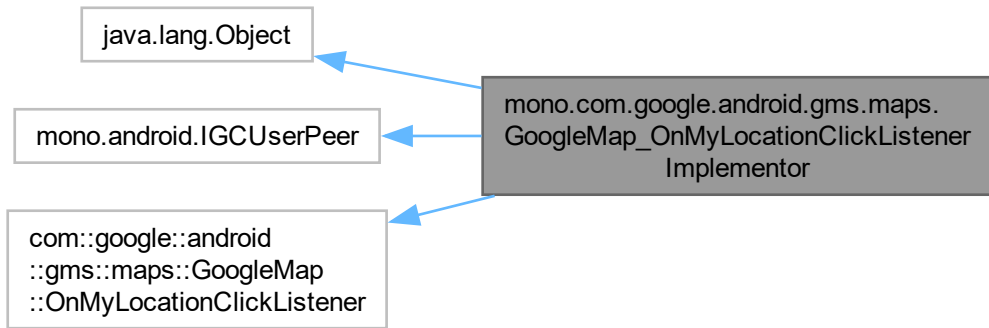 java.lang.Object
mono.android.IGCUserPeer
com::google::android
::gms::maps::GoogleMap
::OnMyLocationClickListener
mono.com.google.android.gms.maps.
GoogleMap_OnMyLocationClickListener
Implementor